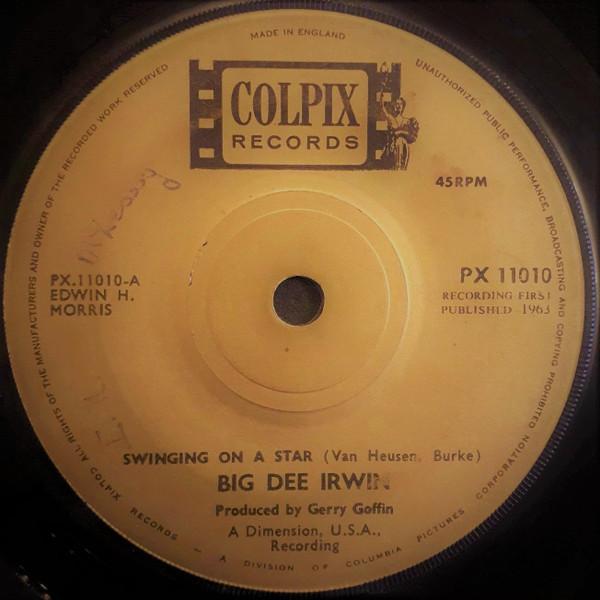 MADE IN ENGLAND
COLPIX
RECORDS
45RPM
PX.11010-A
EDWIN H.
MORRIS
PX 11010
RECORDING FIRST
PUBLISHED 1963
SWINGING ON A STAR (Van Heusen, Burke)
BIG DEE IRWIN
Produced by Gerry Goffin
A Dimension, U.S.A.,
Recording
ALL RIGHTS OF THE MANUFACTURERS AND OWNER OF THE RECORDED WORK RESERVED
UNAUTHORIZED PUBLIC PERFORMANCE, BROADCASTING AND COPYING PROHIBITED
COLPIX RECORDS — A DIVISION OF COLUMBIA PICTURES CORPORATION